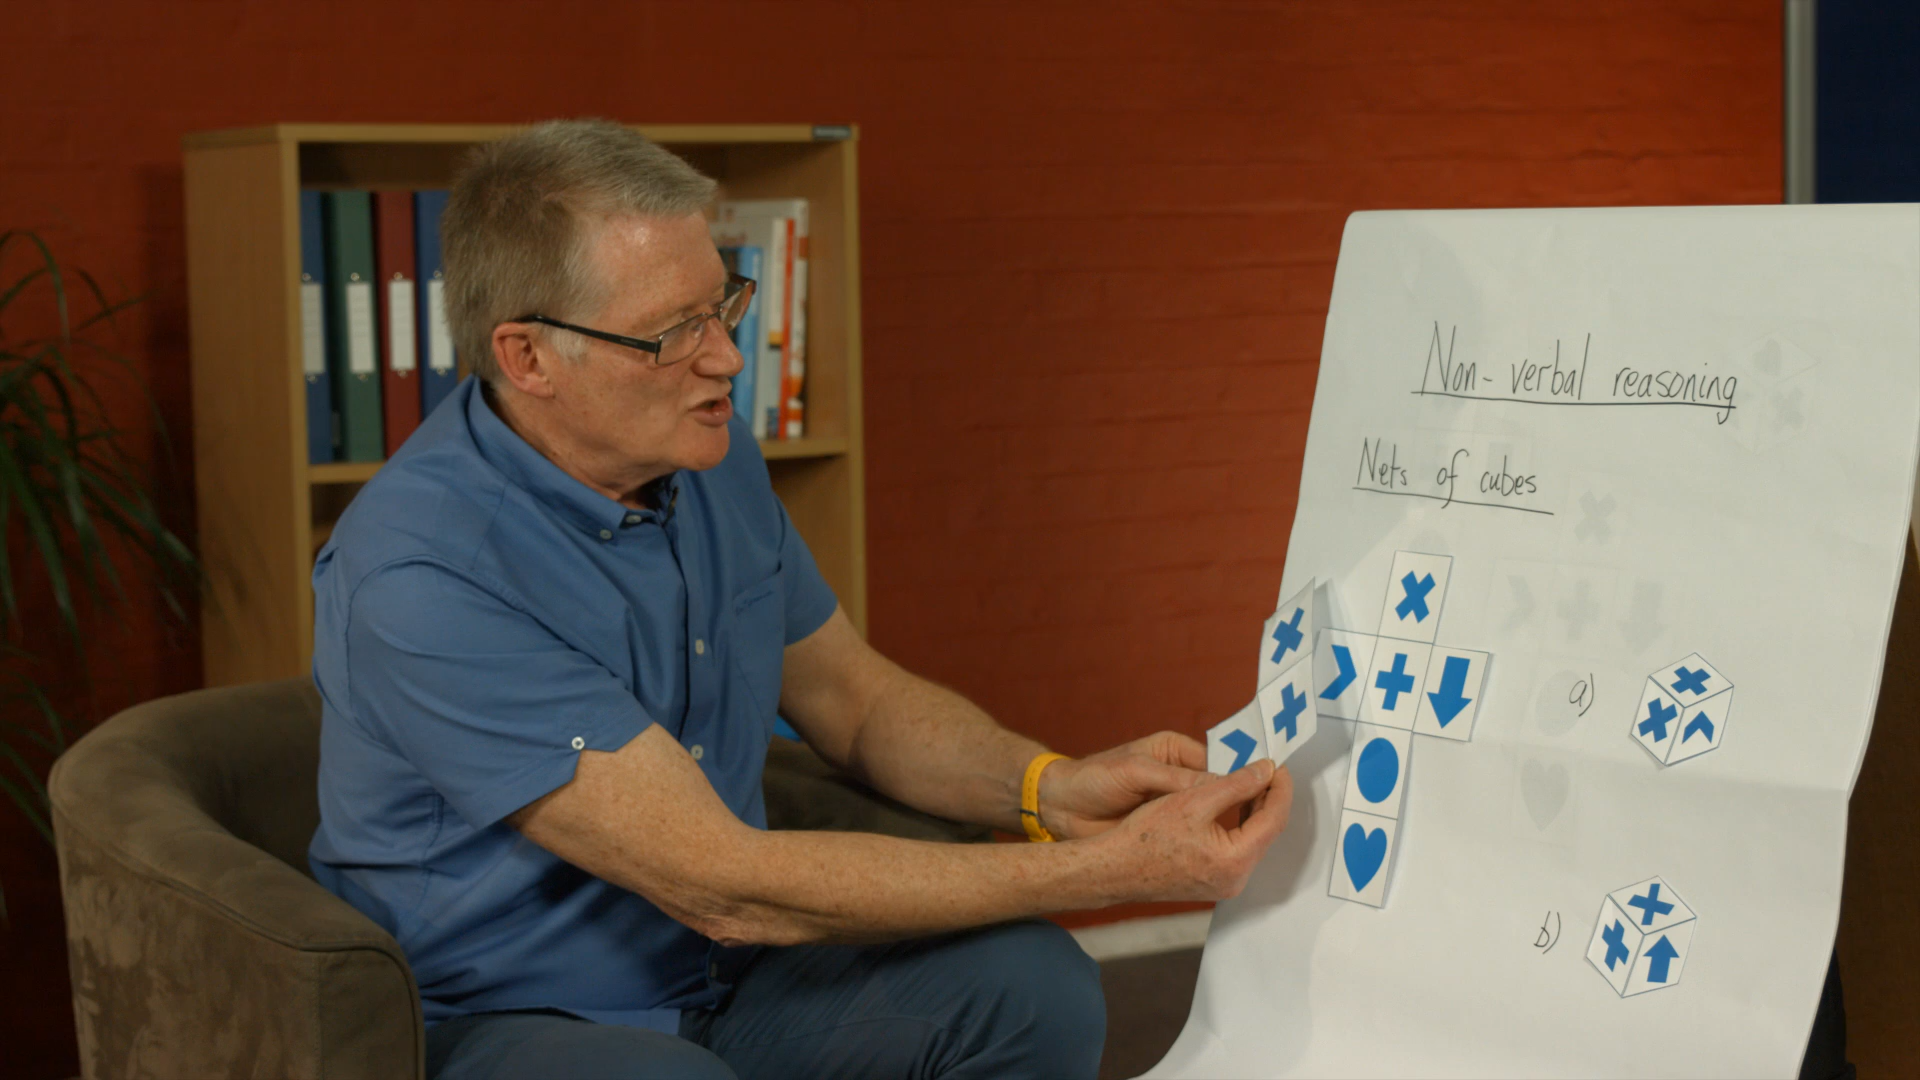 Non-verbal reasoning
Nets of cubes
a)
b)